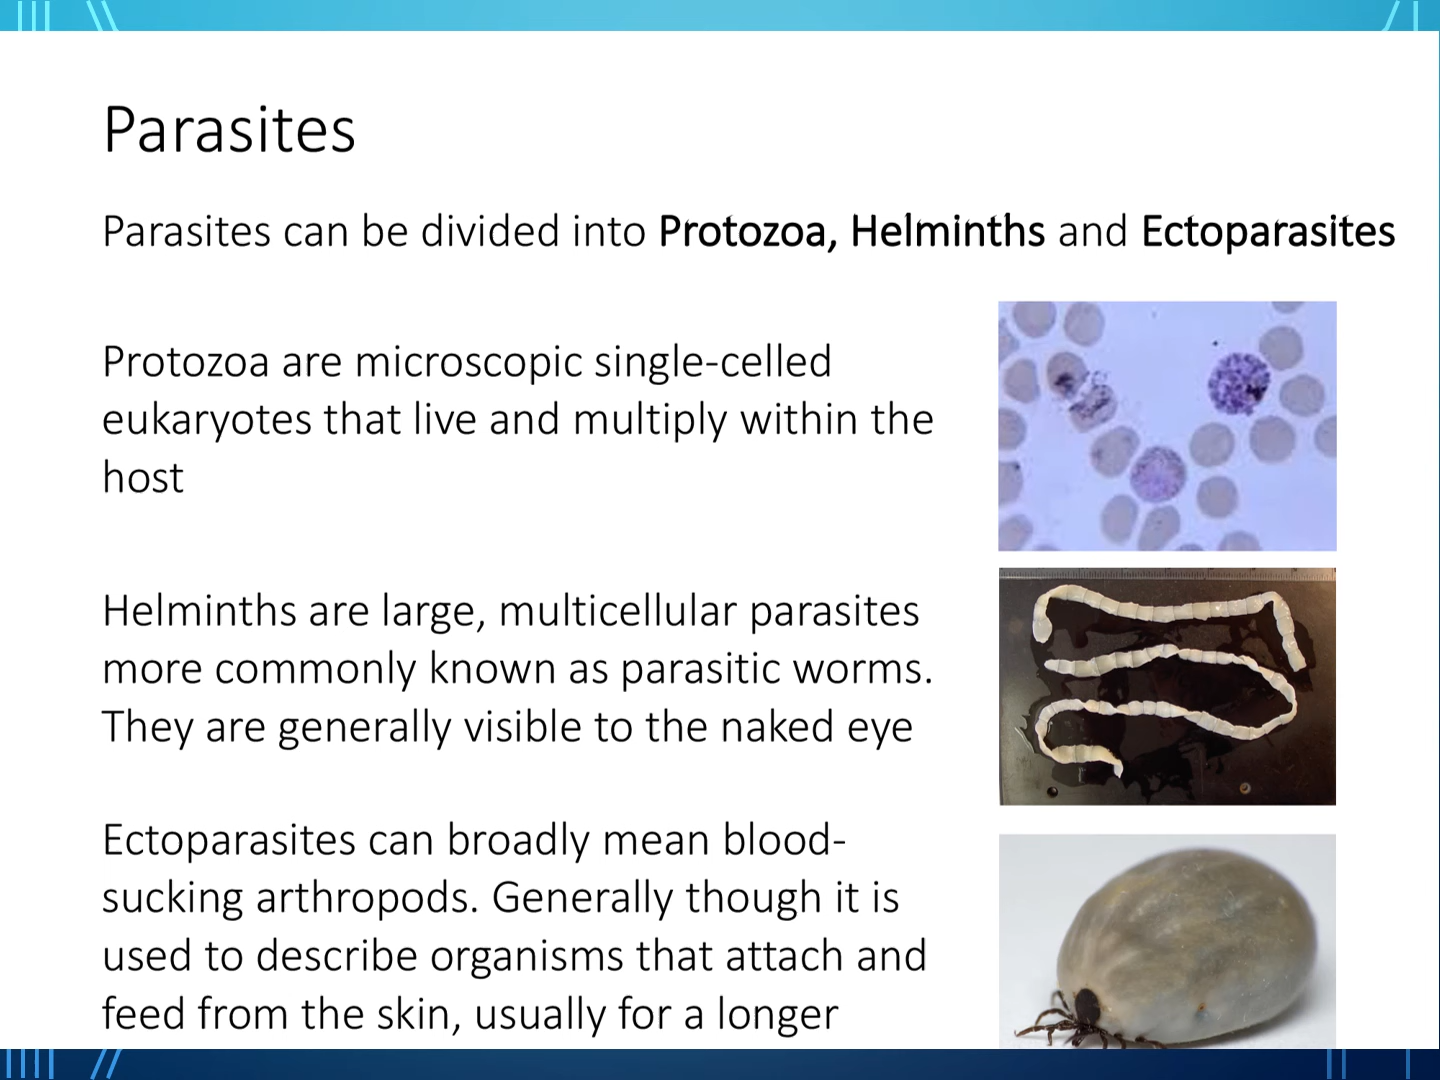 Parasites
Parasites can be divided into Protozoa, Helminths and Ectoparasites
Protozoa are microscopic single-celled
eukaryotes that live and multiply within the
host
Helminths are large, multicellular parasites
more commonly known as parasitic worms.
They are generally visible to the naked eye
Ectoparasites can broadly mean blood-
sucking arthropods. Generally though it is
used to describe organisms that attach and
feed from the skin, usually for a longer